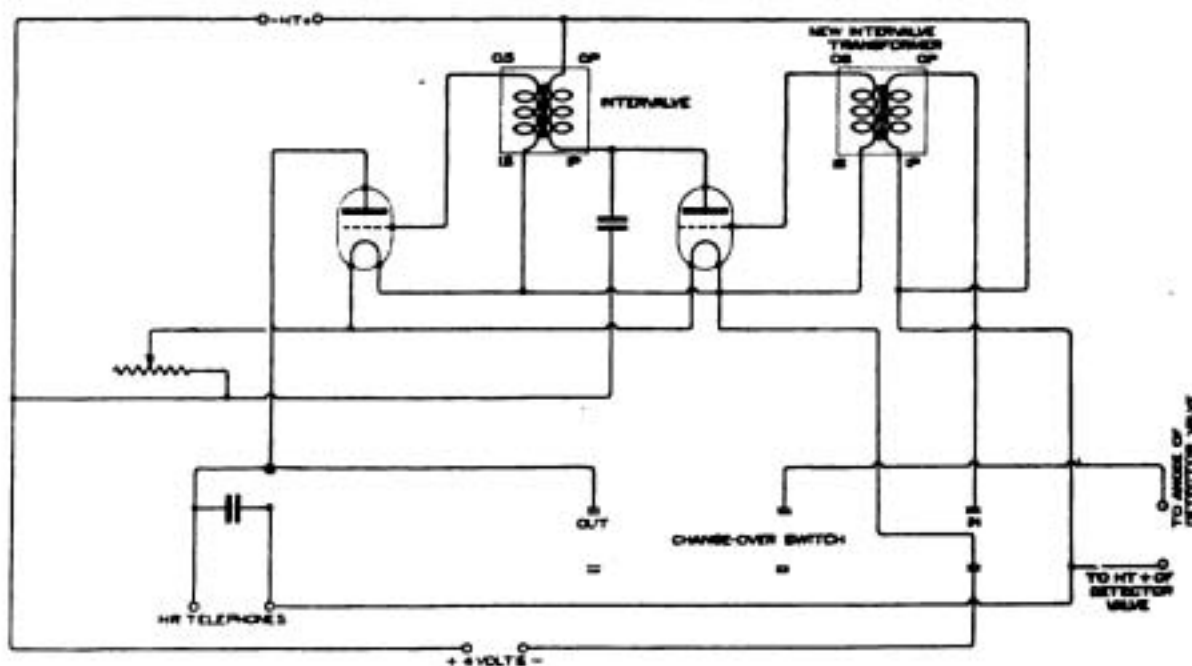 - HT +
NEW INTERVALVE
TRANSFORMER
OS OP
OS OP
INTERVALVE
IS IP
IS IP
OUT
CHANGE-OVER SWITCH
IN
TO ANODE OF
DETECTOR VALVE
TO HT + OF
DETECTOR
VALVE
HR TELEPHONES
+ 4 VOLTS -